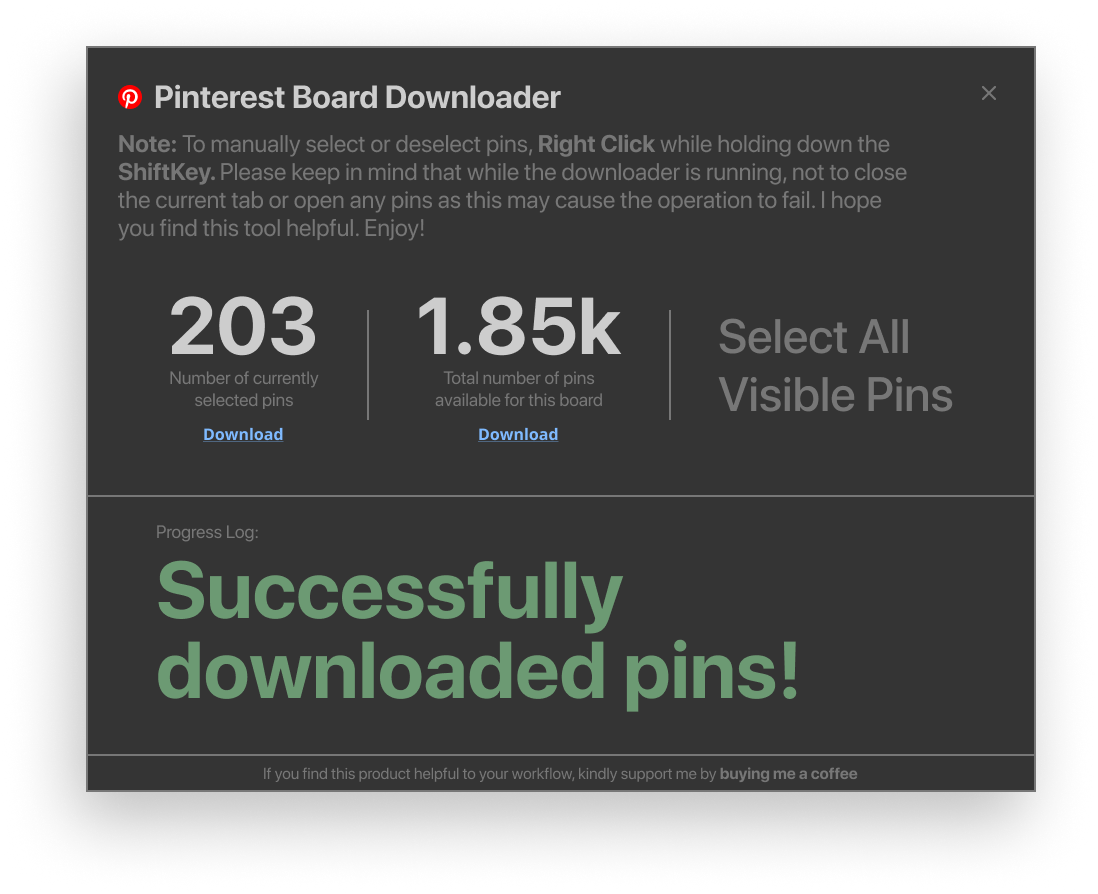 Pinterest Board Downloader
Note: To manually select or deselect pins, Right Click while holding down the
ShiftKey. Please keep in mind that while the downloader is running, not to close
the current tab or open any pins as this may cause the operation to fail. I hope
you find this tool helpful. Enjoy!
203
Number of currently
selected pins
Download
1.85k
Total number of pins
available for this board
Download
Select All
Visible Pins
Progress Log:
Successfully
downloaded pins!
If you find this product helpful to your workflow, kindly support me by buying me a coffee